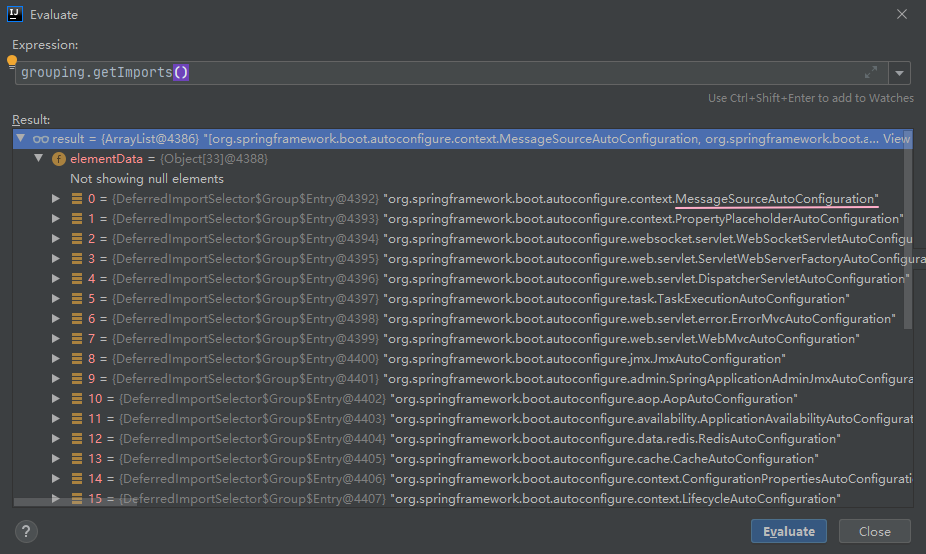 Evaluate
Expression:
grouping.getImports()
Use Ctrl+Shift+Enter to add to Watches
Result:
result = {ArrayList@4386} "[org.springframework.boot.autoconfigure.context.MessageSourceAutoConfiguration, org.springframework.boot.a... View
f elementData = {Object[33]@4388}
Not showing null elements
0 = {DeferredImportSelector$Group$Entry@4392} "org.springframework.boot.autoconfigure.context.MessageSourceAutoConfiguration"
1 = {DeferredImportSelector$Group$Entry@4393} "org.springframework.boot.autoconfigure.context.PropertyPlaceholderAutoConfiguration"
2 = {DeferredImportSelector$Group$Entry@4394} "org.springframework.boot.autoconfigure.websocket.servlet.WebSocketServletAutoConfigu
3 = {DeferredImportSelector$Group$Entry@4395} "org.springframework.boot.autoconfigure.web.servlet.ServletWebServerFactoryAutoConfigura
4 = {DeferredImportSelector$Group$Entry@4396} "org.springframework.boot.autoconfigure.web.servlet.DispatcherServletAutoConfiguration"
5 = {DeferredImportSelector$Group$Entry@4397} "org.springframework.boot.autoconfigure.task.TaskExecutionAutoConfiguration"
6 = {DeferredImportSelector$Group$Entry@4398} "org.springframework.boot.autoconfigure.web.servlet.error.ErrorMvcAutoConfiguration"
7 = {DeferredImportSelector$Group$Entry@4399} "org.springframework.boot.autoconfigure.web.servlet.WebMvcAutoConfiguration"
8 = {DeferredImportSelector$Group$Entry@4400} "org.springframework.boot.autoconfigure.jmx.JmxAutoConfiguration"
9 = {DeferredImportSelector$Group$Entry@4401} "org.springframework.boot.autoconfigure.admin.SpringApplicationAdminJmxAutoConfigura
10 = {DeferredImportSelector$Group$Entry@4402} "org.springframework.boot.autoconfigure.aop.AopAutoConfiguration"
11 = {DeferredImportSelector$Group$Entry@4403} "org.springframework.boot.autoconfigure.availability.ApplicationAvailabilityAutoConfigurat
12 = {DeferredImportSelector$Group$Entry@4404} "org.springframework.boot.autoconfigure.data.redis.RedisAutoConfiguration"
13 = {DeferredImportSelector$Group$Entry@4405} "org.springframework.boot.autoconfigure.cache.CacheAutoConfiguration"
14 = {DeferredImportSelector$Group$Entry@4406} "org.springframework.boot.autoconfigure.context.ConfigurationPropertiesAutoConfiguratio
15 = {DeferredImportSelector$Group$Entry@4407} "org.springframework.boot.autoconfigure.context.LifecycleAutoConfiguration"
? Evaluate Close